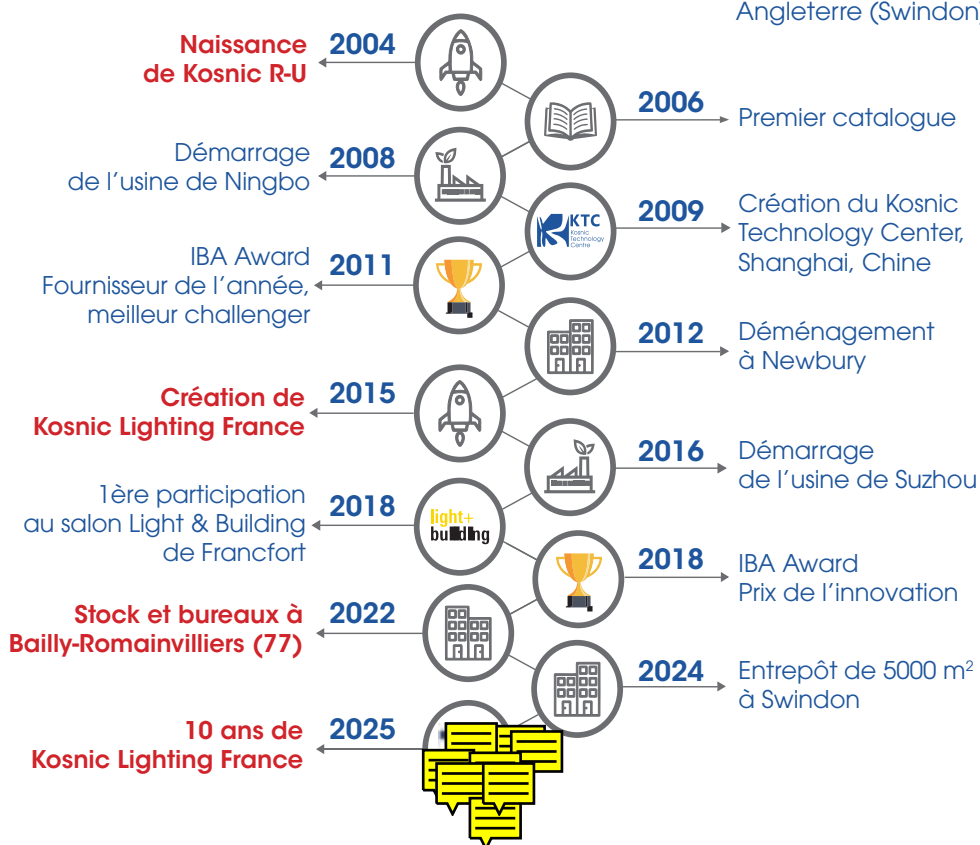 Angleterre (Swindon)
Naissance
de Kosnic R-U
2004
2006
Premier catalogue
Démarrage
de l'usine de Ningbo
2008
KTC
Kosnic
Technology
Centre
2009
Création du Kosnic
Technology Center,
Shanghai, Chine
IBA Award
Fournisseur de l'année,
meilleur challenger
2011
2012
Déménagement
à Newbury
Création de
Kosnic Lighting France
2015
2016
Démarrage
de l'usine de Suzhou
1ère participation
au salon Light & Building
de Francfort
2018
light+
building
2018
IBA Award
Prix de l'innovation
Stock et bureaux à
Bailly-Romainvilliers (77)
2022
2024
Entrepôt de 5000 m²
à Swindon
10 ans de
Kosnic Lighting France
2025